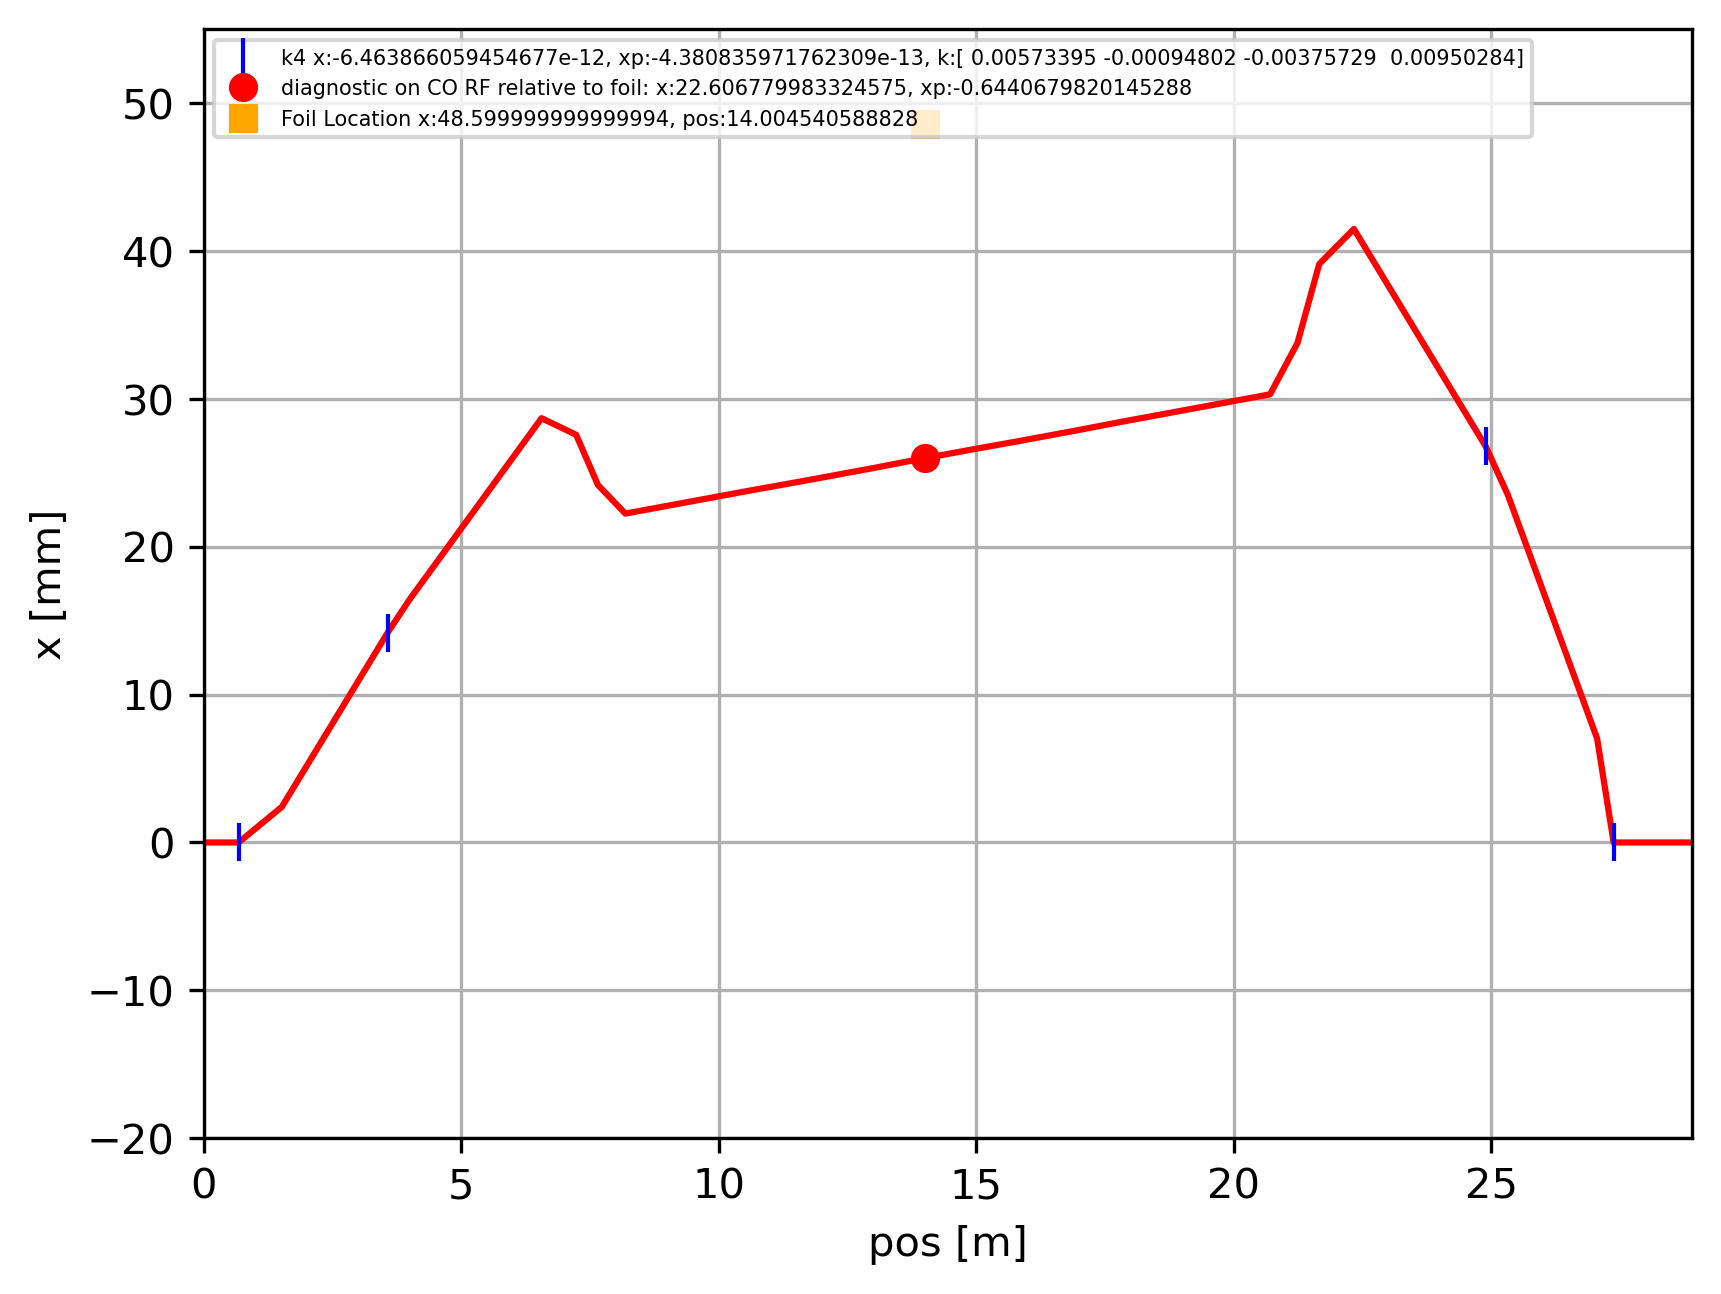 k4 x:-6.463866059454677e-12, xp:-4.380835971762309e-13, k:[ 0.00573395 -0.00094802 -0.00375729  0.00950284]
diagnostic on CO RF relative to foil: x:22.606779983324575, xp:-0.6440679820145288
Foil Location x:48.599999999999994, pos:14.004540588828
50
40
30
20
10
0
−10
−20
x [mm]
0 5 10 15 20 25
pos [m]